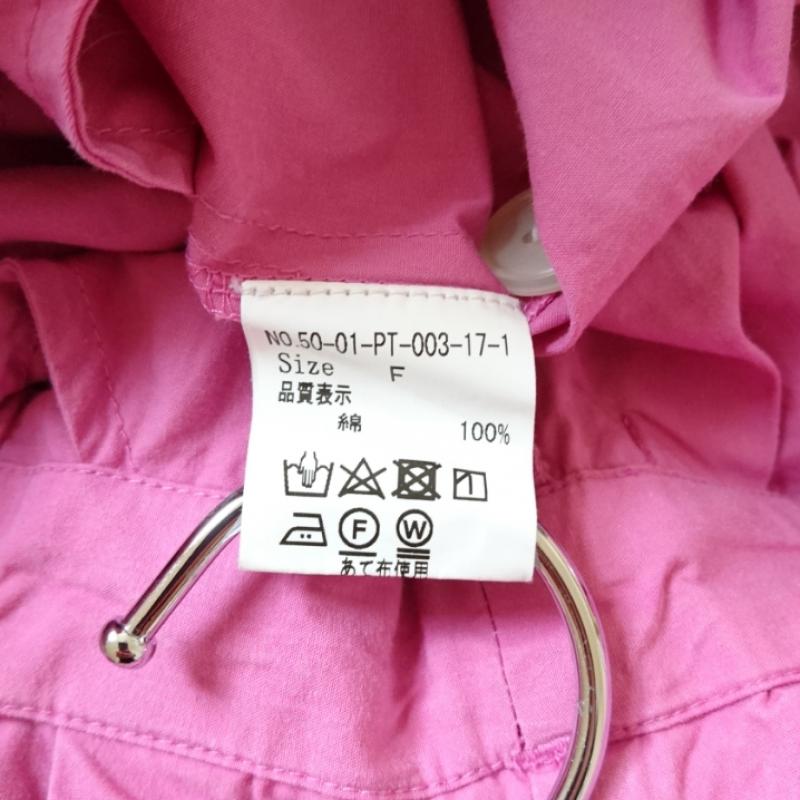 NO.50-01-PT-003-17-1
Size F
品質表示
綿 100%
F W
あて布使用